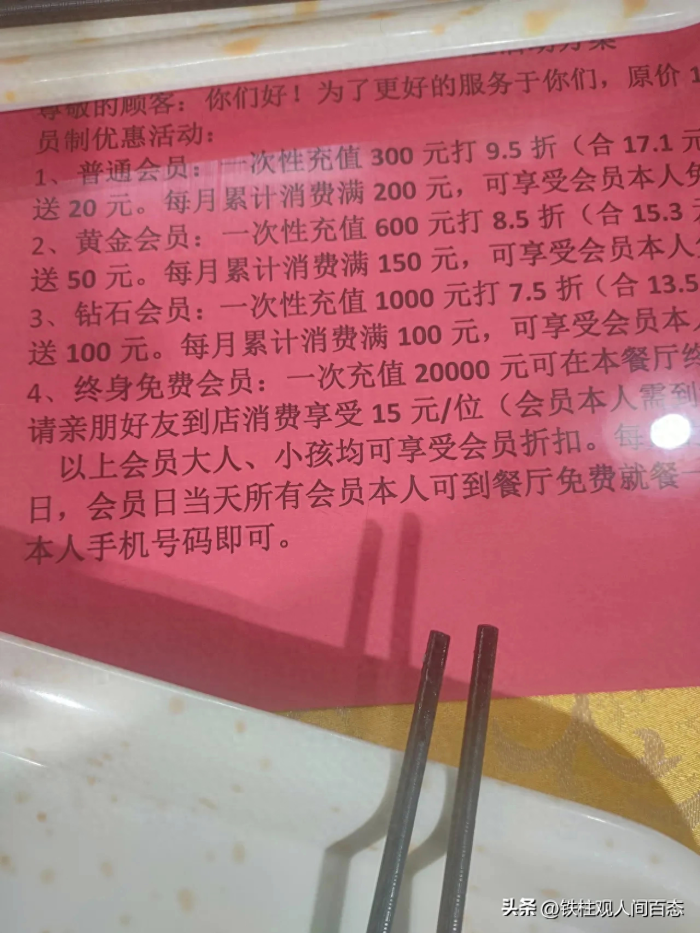 尊敬的顾客：你们好！为了更好的服务于你们，原价 1
员制优惠活动：
1、普通会员：一次性充值 300 元打 9.5 折（合 17.1 元
送 20 元。每月累计消费满 200 元，可享受会员本人免
2、黄金会员：一次性充值 600 元打 8.5 折（合 15.3 元
送 50 元。每月累计消费满 150 元，可享受会员本人
3、钻石会员：一次性充值 1000 元打 7.5 折（合 13.5
送 100 元。每月累计消费满 100 元，可享受会员本
4、终身免费会员：一次充值 20000 元可在本餐厅终
请亲朋好友到店消费享受 15 元/位（会员本人需到
以上会员大人、小孩均可享受会员折扣。每
日，会员日当天所有会员本人可到餐厅免费就餐一
本人手机号码即可。
头条 @铁柱观人间百态